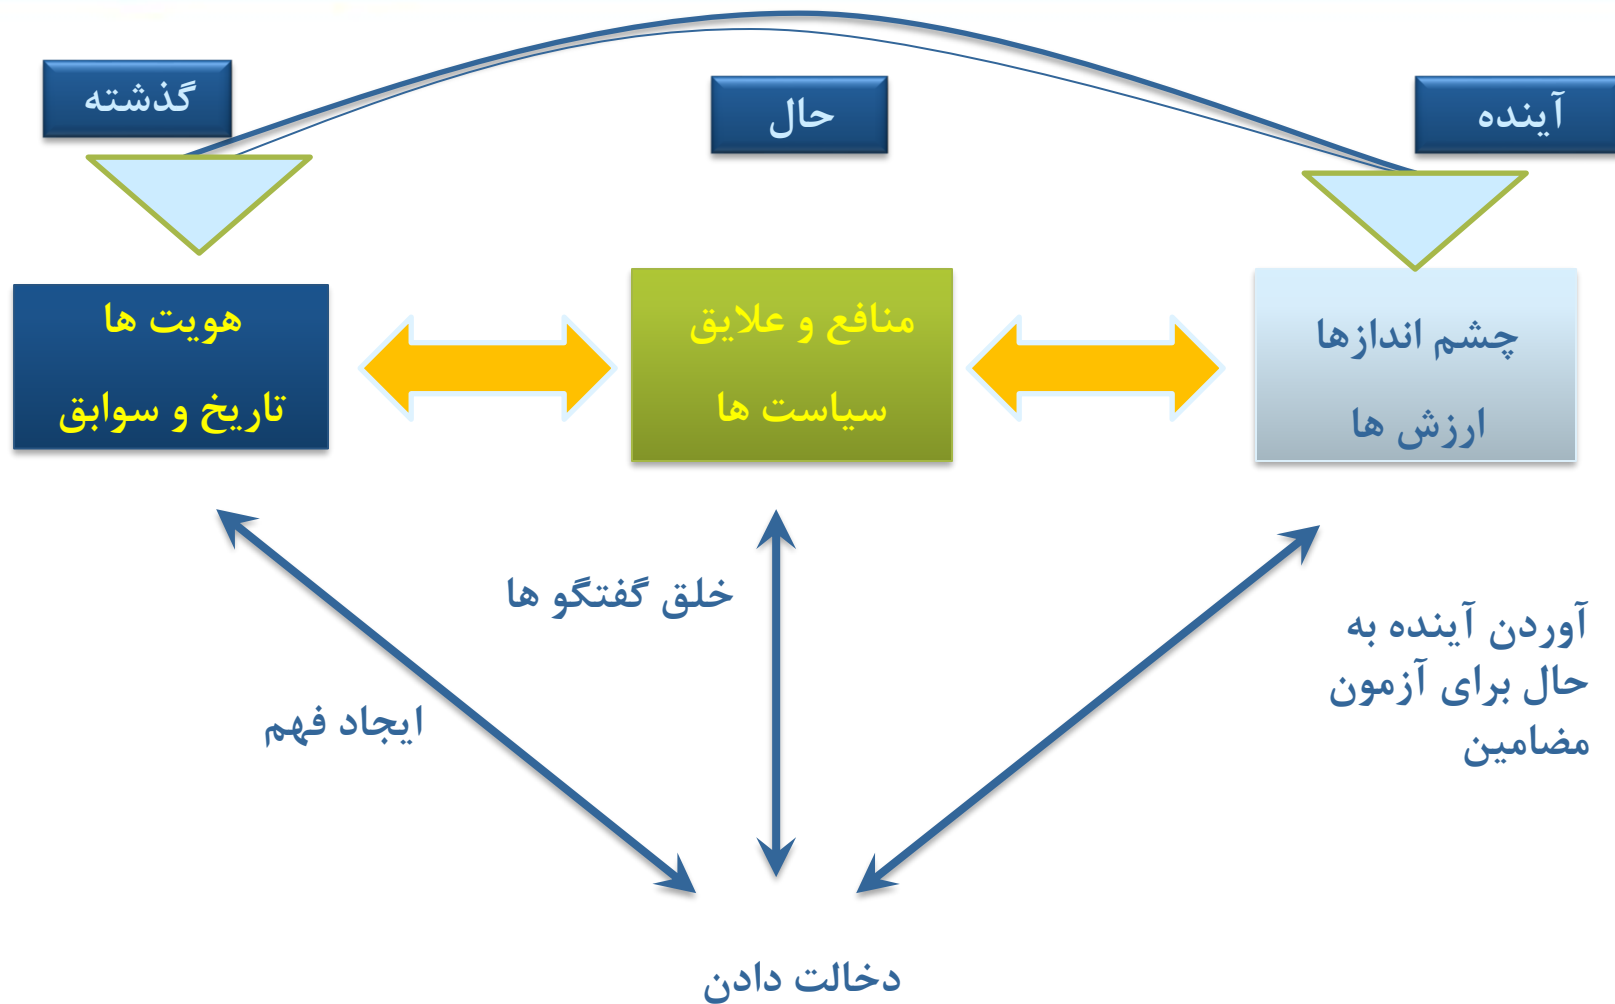 گذشته
حال
آینده
هویت ها
تاریخ و سوابق
منافع و علایق
سیاست ها
چشم اندازها
ارزش ها
خلق گفتگو ها
ایجاد فهم
آوردن آینده به
حال برای آزمون
مضامین
دخالت دادن